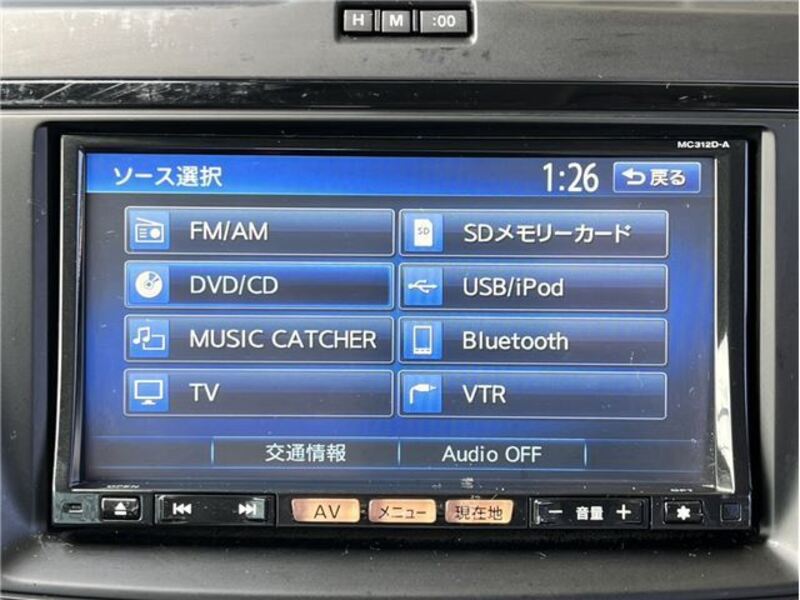 H M :00
MC312D-A
ソース選択 1:26 戻る
FM/AM SD SDメモリーカード
DVD/CD USB/iPod
MUSIC CATCHER Bluetooth
TV VTR
交通情報 Audio OFF
OPEN
AV メニュー 現在地 － 音量 ＋ ✱